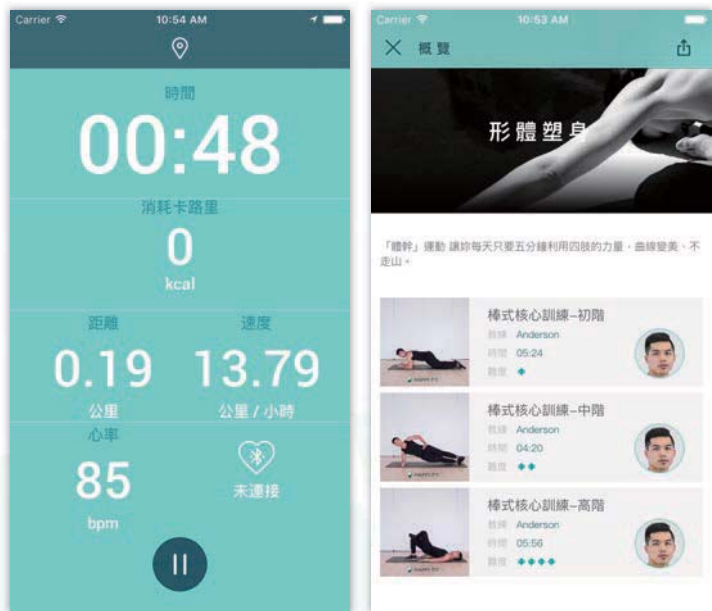 Carrier 10:54 AM
時間
00:48
消耗卡路里
0
kcal
距離 速度
0.19 13.79
公里 公里 / 小時
心率
85
bpm
未連接
Carrier 10:53 AM
概覽
形體塑身
「體幹」運動 讓妳每天只要五分鐘利用四肢的力量,曲線變美、不
走山。
棒式核心訓練–初階
教練 Anderson
時間 05:24
難度
HAPPY FIT
棒式核心訓練–中階
教練 Anderson
時間 04:20
難度
HAPPY FIT
棒式核心訓練–高階
教練 Anderson
時間 05:56
難度
HAPPY FIT